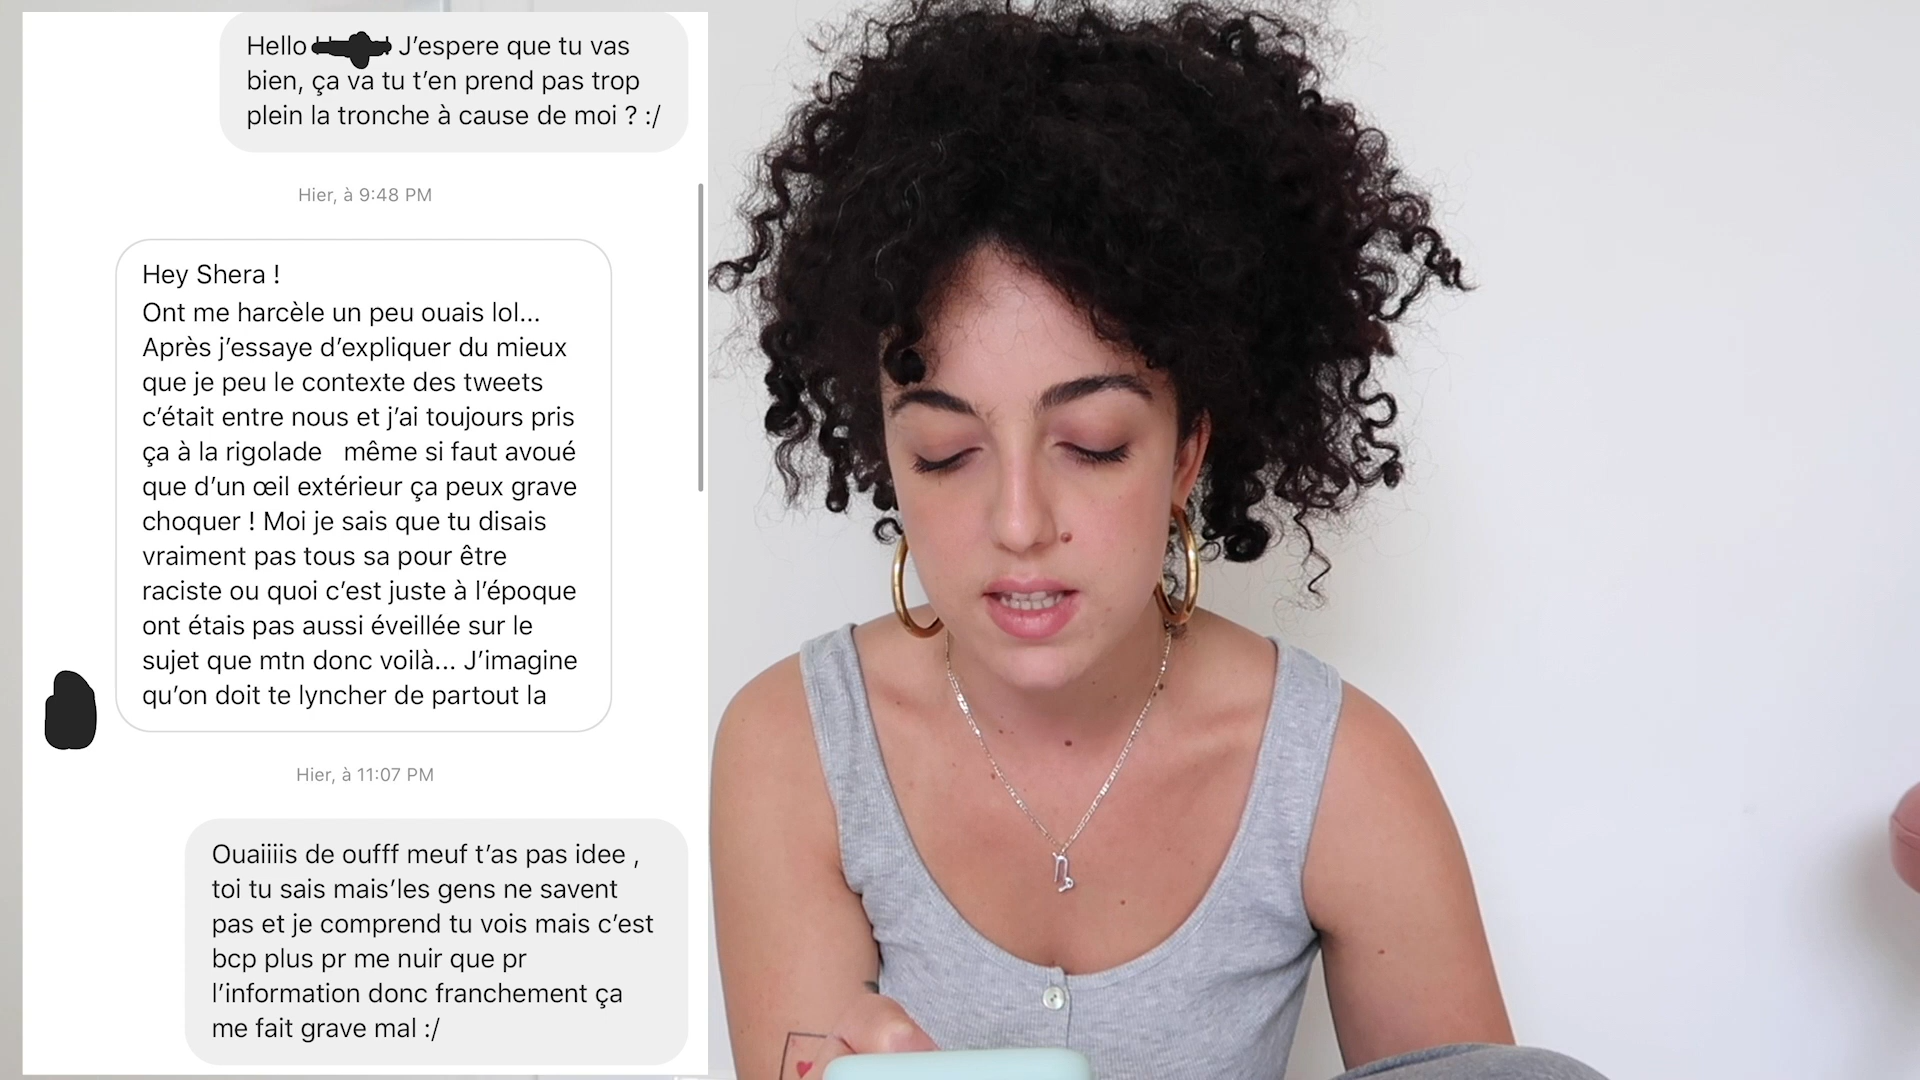 Hello J’espere que tu vas
bien, ça va tu t’en prend pas trop
plein la tronche à cause de moi ? :/
Hier, à 9:48 PM
Hey Shera !
Ont me harcèle un peu ouais lol...
Après j’essaye d’expliquer du mieux
que je peu le contexte des tweets
c’était entre nous et j’ai toujours pris
ça à la rigolade même si faut avoué
que d’un œil extérieur ça peux grave
choquer ! Moi je sais que tu disais
vraiment pas tous sa pour être
raciste ou quoi c’est juste à l’époque
ont étais pas aussi éveillée sur le
sujet que mtn donc voilà... J’imagine
qu’on doit te lyncher de partout la
Hier, à 11:07 PM
Ouaiiiis de oufff meuf t’as pas idee ,
toi tu sais mais’les gens ne savent
pas et je comprend tu vois mais c’est
bcp plus pr me nuir que pr
l’information donc franchement ça
me fait grave mal :/